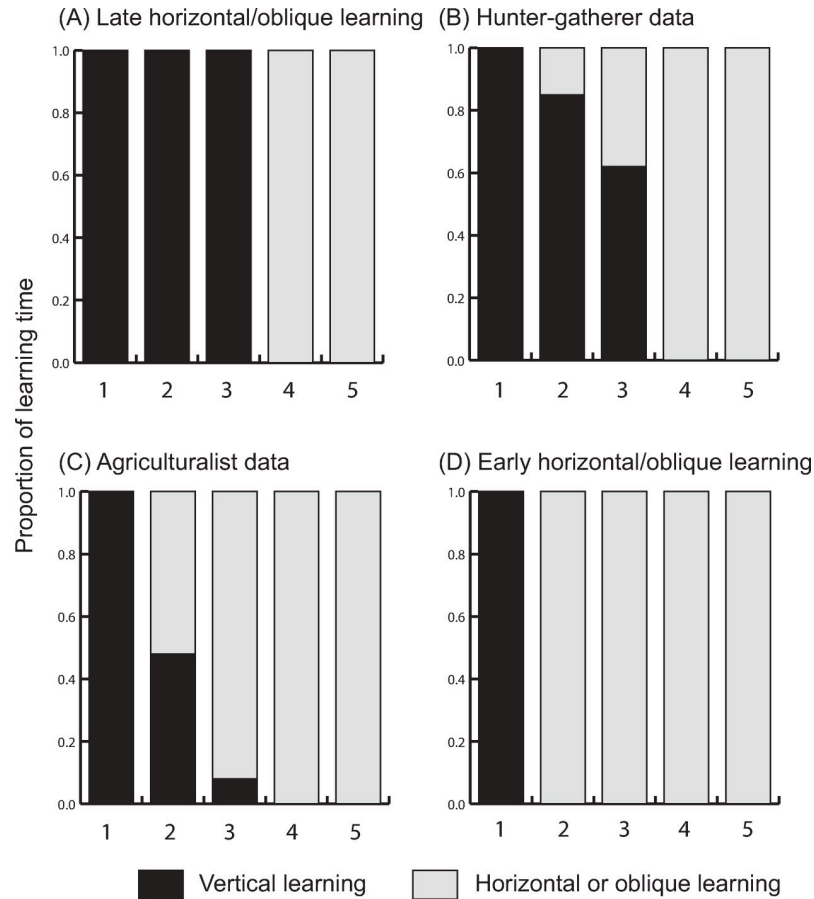 (A) Late horizontal/oblique learning
1.0
0.8
0.6
0.4
0.2
0.0
1 2 3 4 5
(B) Hunter-gatherer data
1.0
0.8
0.6
0.4
0.2
0.0
1 2 3 4 5
Proportion of learning time
(C) Agriculturalist data
1.0
0.8
0.6
0.4
0.2
0.0
1 2 3 4 5
(D) Early horizontal/oblique learning
1.0
0.8
0.6
0.4
0.2
0.0
1 2 3 4 5
Vertical learning
Horizontal or oblique learning